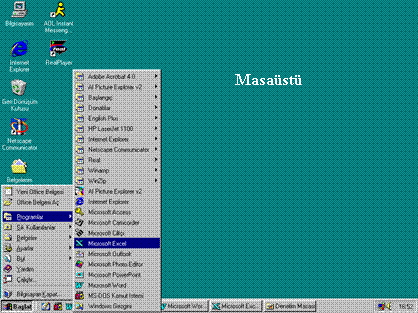 Bilgisayarım
AOL Instant
Messeng...
Internet
Explorer
RealPlayer
Geri Dönüşüm
Kutusu
Netscape
Communicator
Belgelerim
Masaüstü
Adobe Acrobat 4.0
AI Picture Explorer v2
Başlangıç
Donatılar
English Plus
HP LaserJet 1100
Internet Explorer
Netscape Communicator
Real
Winamp
WinZip
AI Picture Explorer v2
Internet Explorer
Microsoft Access
Microsoft Camcorder
Microsoft Excel
Microsoft Outlook
Microsoft Photo Editor
Microsoft PowerPoint
Microsoft Word
MS-DOS Komut İstemi
Windows Gezgini
Yeni Office Belgesi
Office Belgesi Aç
Programlar
Sık Kullanılanlar
Belgeler
Ayarlar
Bul
Yardım
Çalıştır...
Bilgisayarı Kapat...
Başlat
Microsoft Wor...
Microsoft Exc...
Denetim Masası
16:52